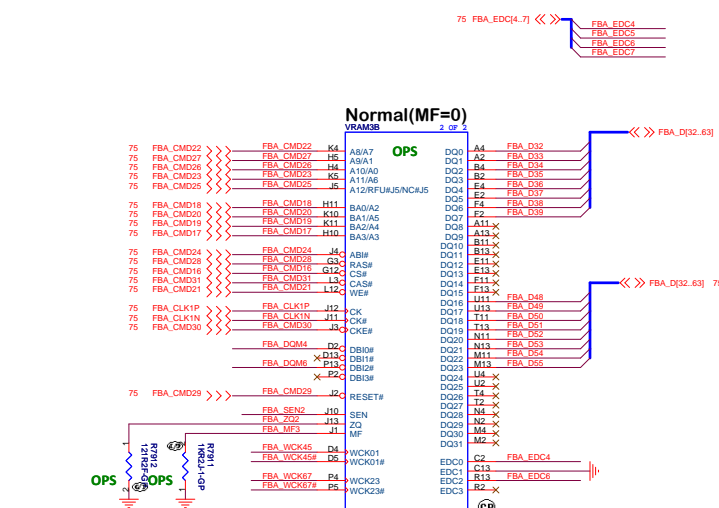 75 FBA_EDC[4..7]
FBA_EDC4
FBA_EDC5
FBA_EDC6
FBA_EDC7
Normal(MF=0)
VRAM3B 2 OF 2
OPS
75 FBA_CMD22 FBA_CMD22 K4 A8/A7
75 FBA_CMD27 FBA_CMD27 H5 A9/A1
75 FBA_CMD26 FBA_CMD26 H4 A10/A0
75 FBA_CMD23 FBA_CMD23 K5 A11/A6
75 FBA_CMD25 FBA_CMD25 J5 A12/RFU#J5/NC#J5
75 FBA_CMD18 FBA_CMD18 H11 BA0/A2
75 FBA_CMD20 FBA_CMD20 K10 BA1/A5
75 FBA_CMD19 FBA_CMD19 K11 BA2/A4
75 FBA_CMD17 FBA_CMD17 H10 BA3/A3
75 FBA_CMD24 FBA_CMD24 J4 ABI#
75 FBA_CMD28 FBA_CMD28 G3 RAS#
75 FBA_CMD16 FBA_CMD16 G12 CS#
75 FBA_CMD31 FBA_CMD31 L3 CAS#
75 FBA_CMD21 FBA_CMD21 L12 WE#
75 FBA_CLK1P FBA_CLK1P J12 CK
75 FBA_CLK1N FBA_CLK1N J11 CK#
75 FBA_CMD30 FBA_CMD30 J3 CKE#
FBA_DQM4 D2 DBI0#
D13 DBI1#
FBA_DQM6 P13 DBI2#
P2 DBI3#
75 FBA_CMD29 FBA_CMD29 J2 RESET#
FBA_SEN2 J10 SEN
FBA_ZQ2 J13 ZQ
FBA_MF3 J1 MF
FBA_WCK45 D4 WCK01
FBA_WCK45# D5 WCK01#
FBA_WCK67 P4 WCK23
FBA_WCK67# P5 WCK23#
DQ0 A4 FBA_D32
DQ1 A2 FBA_D33
DQ2 B4 FBA_D34
DQ3 B2 FBA_D35
DQ4 E4 FBA_D36
DQ5 E2 FBA_D37
DQ6 F4 FBA_D38
DQ7 F2 FBA_D39
DQ8 A11
DQ9 A13
DQ10 B11
DQ11 B13
DQ12 E11
DQ13 E13
DQ14 F11
DQ15 F13
DQ16 U11 FBA_D48
DQ17 U13 FBA_D49
DQ18 T11 FBA_D50
DQ19 T13 FBA_D51
DQ20 N11 FBA_D52
DQ21 N13 FBA_D53
DQ22 M11 FBA_D54
DQ23 M13 FBA_D55
DQ24 U4
DQ25 U2
DQ26 T4
DQ27 T2
DQ28 N4
DQ29 N2
DQ30 M4
DQ31 M2
EDC0 C2 FBA_EDC4
EDC1 C13
EDC2 R13 FBA_EDC6
EDC3 R2
FBA_D[32..63]
FBA_D[32..63] 75
1
2
R7912
OPS
1
2
R7911
1KR2J-1-GP
OPS